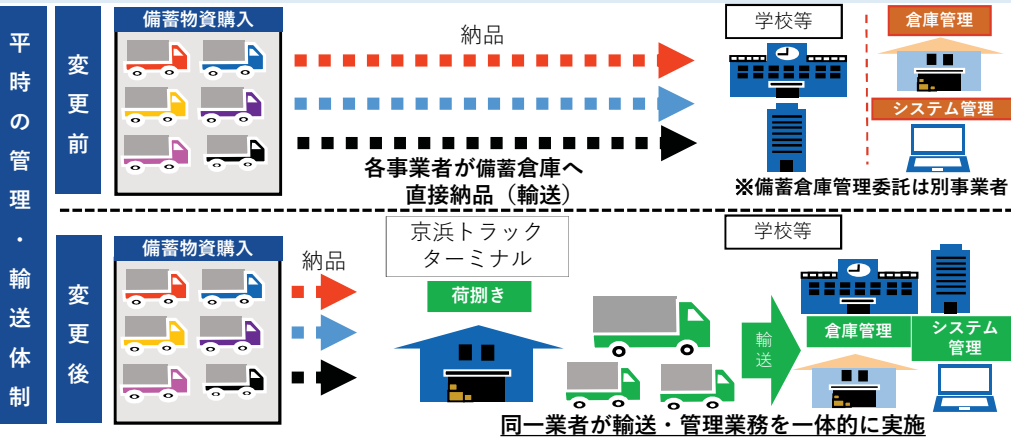 平時の管理・輸送体制
変更前
備蓄物資購入
納品
各事業者が備蓄倉庫へ
直接納品（輸送）
学校等
倉庫管理
システム管理
※備蓄倉庫管理委託は別事業者
変更後
備蓄物資購入
納品
京浜トラック
ターミナル
荷捌き
輸送
学校等
倉庫管理
システム
管理
同一業者が輸送・管理業務を一体的に実施